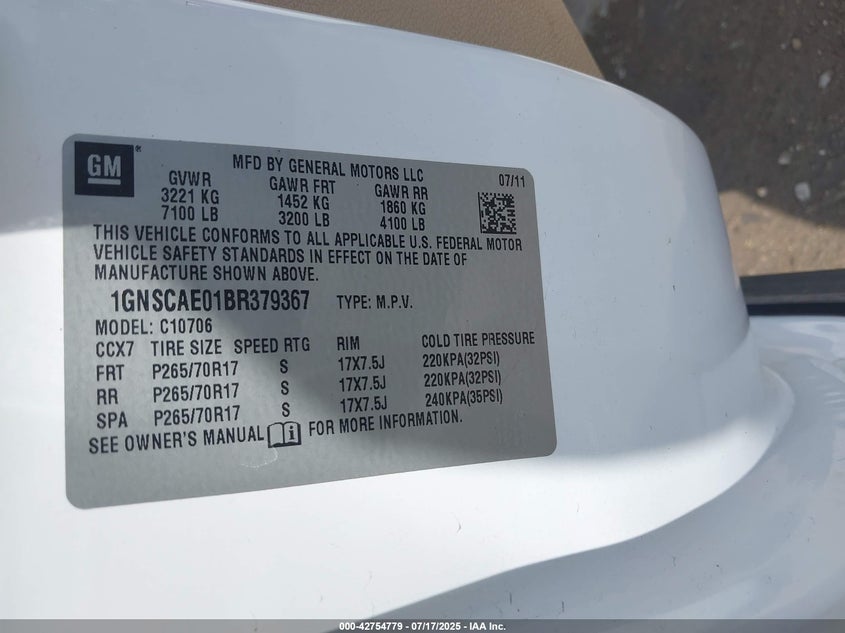 GM
MFD BY GENERAL MOTORS LLC 07/11
GVWR GAWR FRT GAWR RR
3221 KG 1452 KG 1860 KG
7100 LB 3200 LB 4100 LB
THIS VEHICLE CONFORMS TO ALL APPLICABLE U.S. FEDERAL MOTOR
VEHICLE SAFETY STANDARDS IN EFFECT ON THE DATE OF
MANUFACTURE SHOWN ABOVE.
1GNSCAE01BR379367 TYPE: M.P.V.
MODEL: C10706
CCX7 TIRE SIZE SPEED RTG RIM COLD TIRE PRESSURE
FRT P265/70R17 S 17X7.5J 220KPA(32PSI)
RR P265/70R17 S 17X7.5J 220KPA(32PSI)
SPA P265/70R17 S 17X7.5J 240KPA(35PSI)
SEE OWNER'S MANUAL FOR MORE INFORMATION.
000-42754779 - 07/17/2025 - IAA Inc.